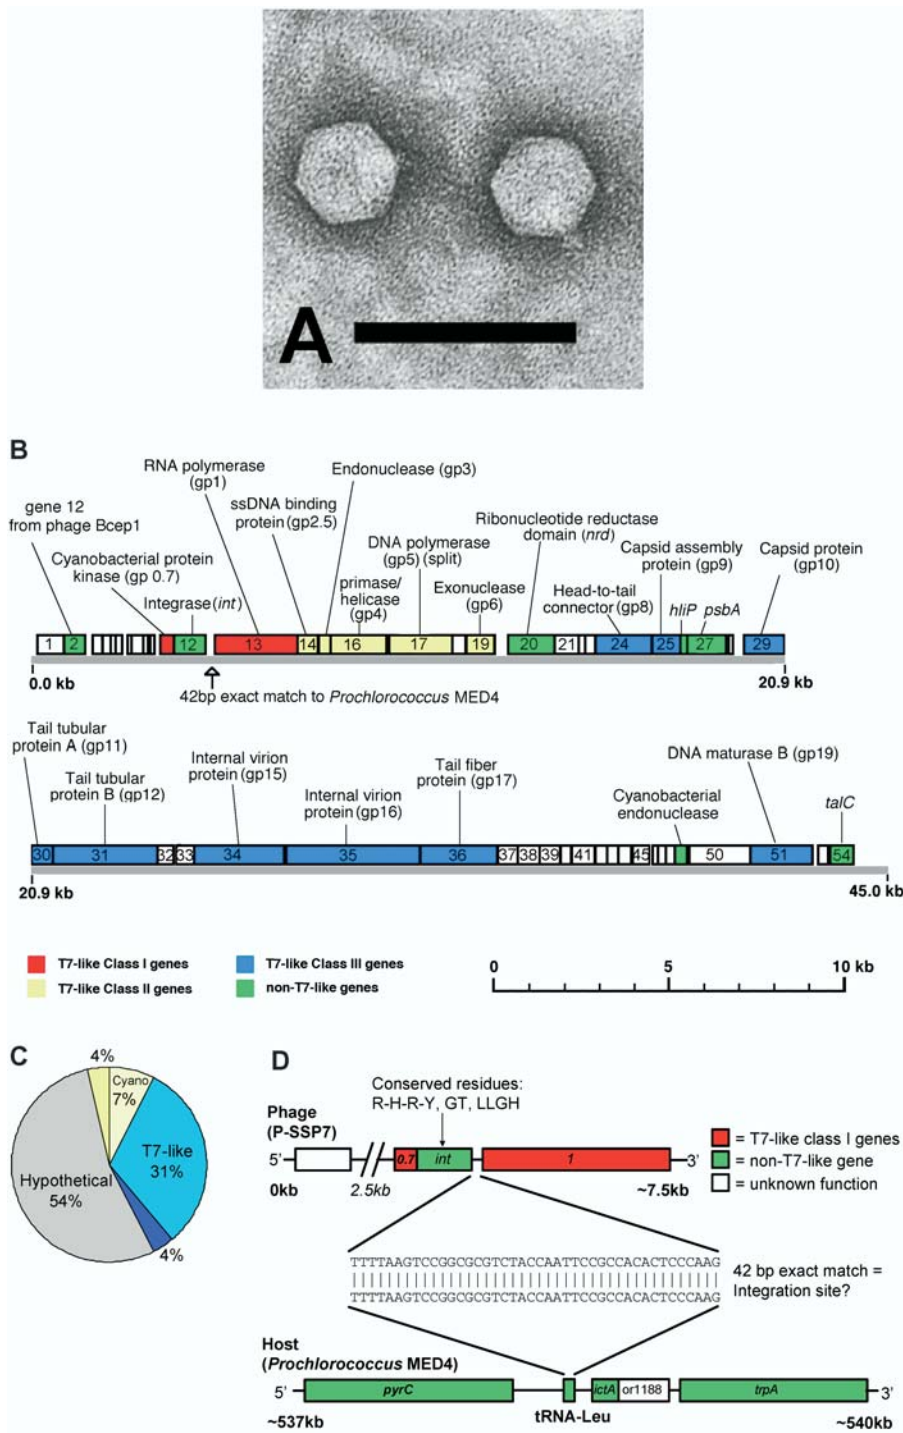 A
B
gene 12
from phage Bcep1
Cyanobacterial protein
kinase (gp 0.7)
Integrase (int)
RNA polymerase
(gp1)
ssDNA binding
protein (gp2.5)
Endonuclease (gp3)
primase/
helicase
(gp4)
DNA polymerase
(gp5) (split)
Exonuclease
(gp6)
Ribonucleotide reductase
domain (nrd)
Head-to-tail
connector (gp8)
Capsid assembly
protein (gp9)
hliP psbA
Capsid protein
(gp10)
1 2 12 13 14 16 17 19 20 21 24 25 27 29
0.0 kb 20.9 kb
42bp exact match to Prochlorococcus MED4
Tail tubular
protein A (gp11)
Tail tubular
protein B (gp12)
Internal virion
protein (gp15)
Internal virion
protein (gp16)
Tail fiber
protein (gp17)
Cyanobacterial
endonuclease
DNA maturase B (gp19)
talC
30 31 32 33 34 35 36 37 38 39 41 45 50 51 54
20.9 kb 45.0 kb
T7-like Class I genes
T7-like Class II genes
T7-like Class III genes
non-T7-like genes
0 5 10 kb
C
4%
Cyano
7%
T7-like
31%
Hypothetical
54%
4%
D
Conserved residues:
R-H-R-Y, GT, LLGH
Phage
(P-SSP7)
5' 0.7 int 1 3'
0kb 2.5kb ~7.5kb
= T7-like class I genes
= non-T7-like gene
= unknown function
TTTTAAGTCCGGCGCGTCTACCAATTCCGCCACACTCCCAAG
TTTTAAGTCCGGCGCGTCTACCAATTCCGCCACACTCCCAAG
42 bp exact match =
Integration site?
Host
(Prochlorococcus MED4)
5' pyrC ictA or1188 trpA 3'
tRNA-Leu
~537kb ~540kb